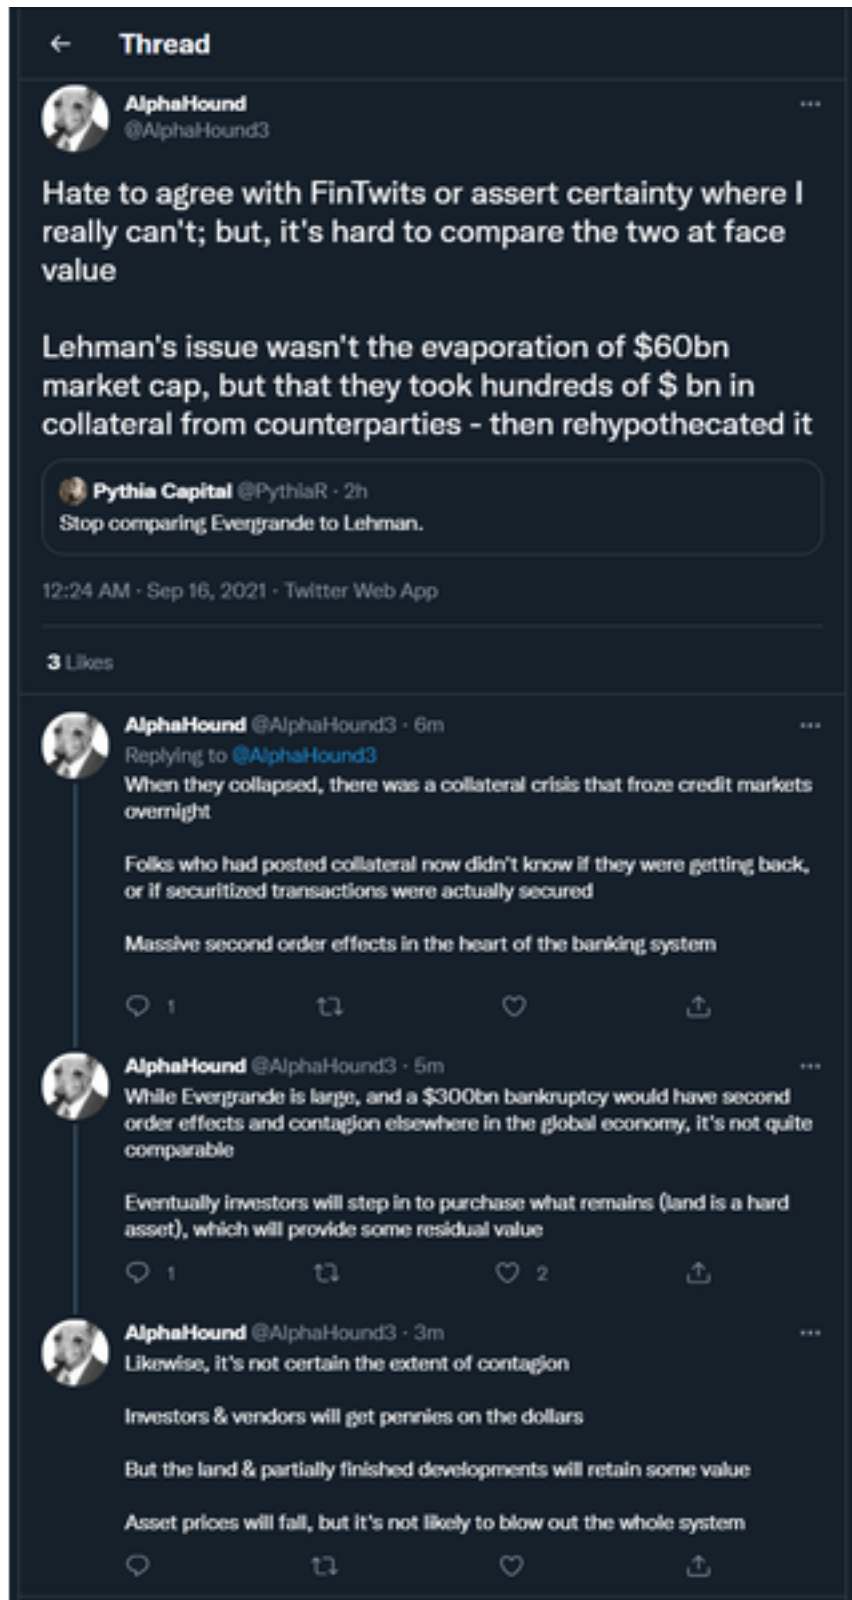 Thread
AlphaHound
@AlphaHound3
Hate to agree with FinTwits or assert certainty where I
really can't; but, it's hard to compare the two at face
value
Lehman's issue wasn't the evaporation of $60bn
market cap, but that they took hundreds of $ bn in
collateral from counterparties - then rehypothecated it
Pythia Capital @PythiaR · 2h
Stop comparing Evergrande to Lehman.
12:24 AM · Sep 16, 2021 · Twitter Web App
3 Likes
AlphaHound @AlphaHound3 · 6m
Replying to @AlphaHound3
When they collapsed, there was a collateral crisis that froze credit markets
overnight
Folks who had posted collateral now didn't know if they were getting back,
or if securitized transactions were actually secured
Massive second order effects in the heart of the banking system
1
AlphaHound @AlphaHound3 · 5m
While Evergrande is large, and a $300bn bankruptcy would have second
order effects and contagion elsewhere in the global economy, it's not quite
comparable
Eventually investors will step in to purchase what remains (land is a hard
asset), which will provide some residual value
1 2
AlphaHound @AlphaHound3 · 3m
Likewise, it's not certain the extent of contagion
Investors & vendors will get pennies on the dollars
But the land & partially finished developments will retain some value
Asset prices will fall, but it's not likely to blow out the whole system